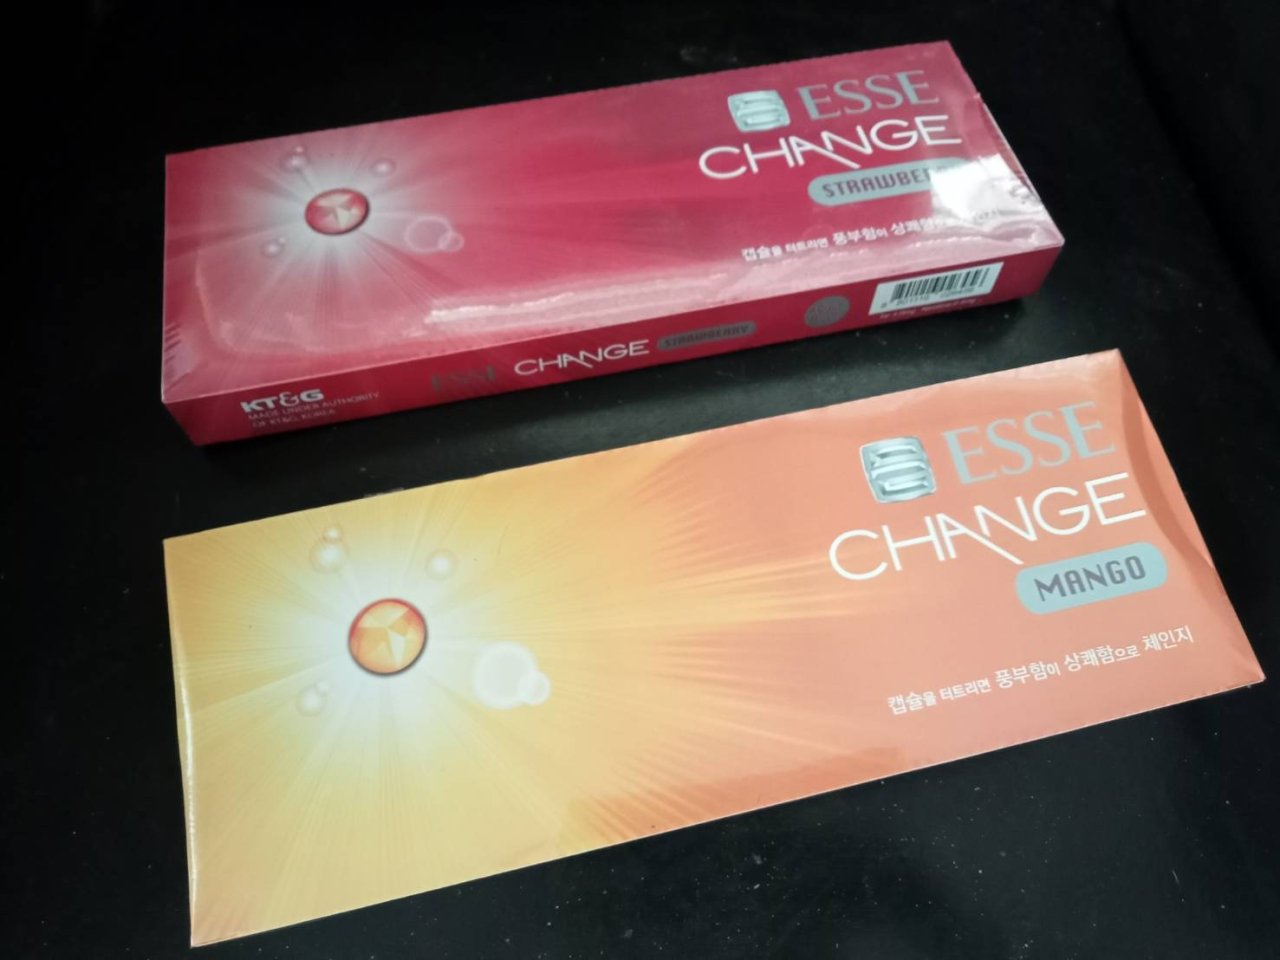 ESSE
CHANGE
캡슐을 터트리면 풍부함이
KT&G
MADE UNDER AUTHORITY
OF KT&G, KOREA
ESSE CHANGE STRAWBERRY
ESSE
CHANGE
MANGO
캡슐을 터트리면 풍부함이 상쾌함으로 체인지